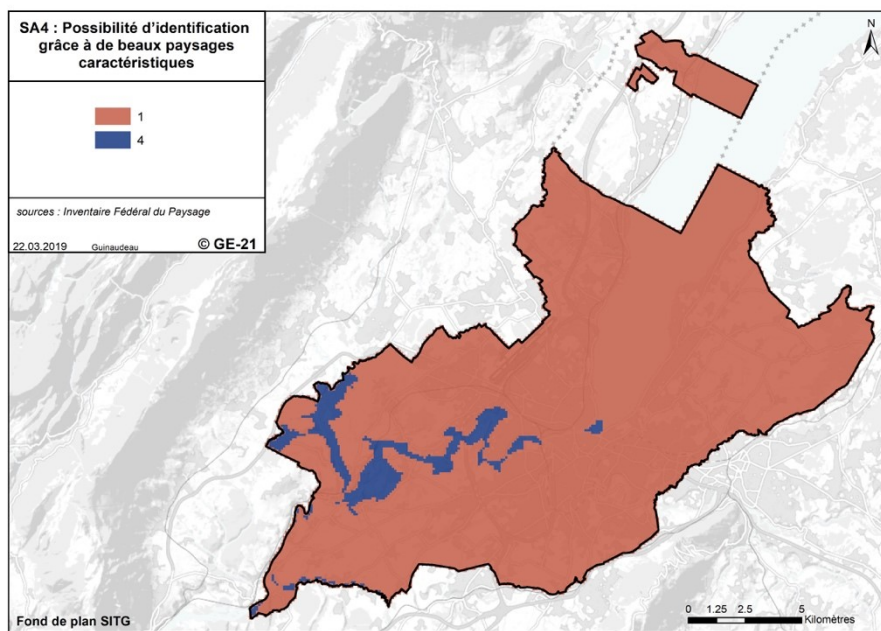 SA4 : Possibilité d’identification
grâce à de beaux paysages
caractéristiques
1
4
sources : Inventaire Fédéral du Paysage
22.03.2019 Guinaudeau © GE-21
N
Fond de plan SITG
0 1.25 2.5 5
Kilomètres